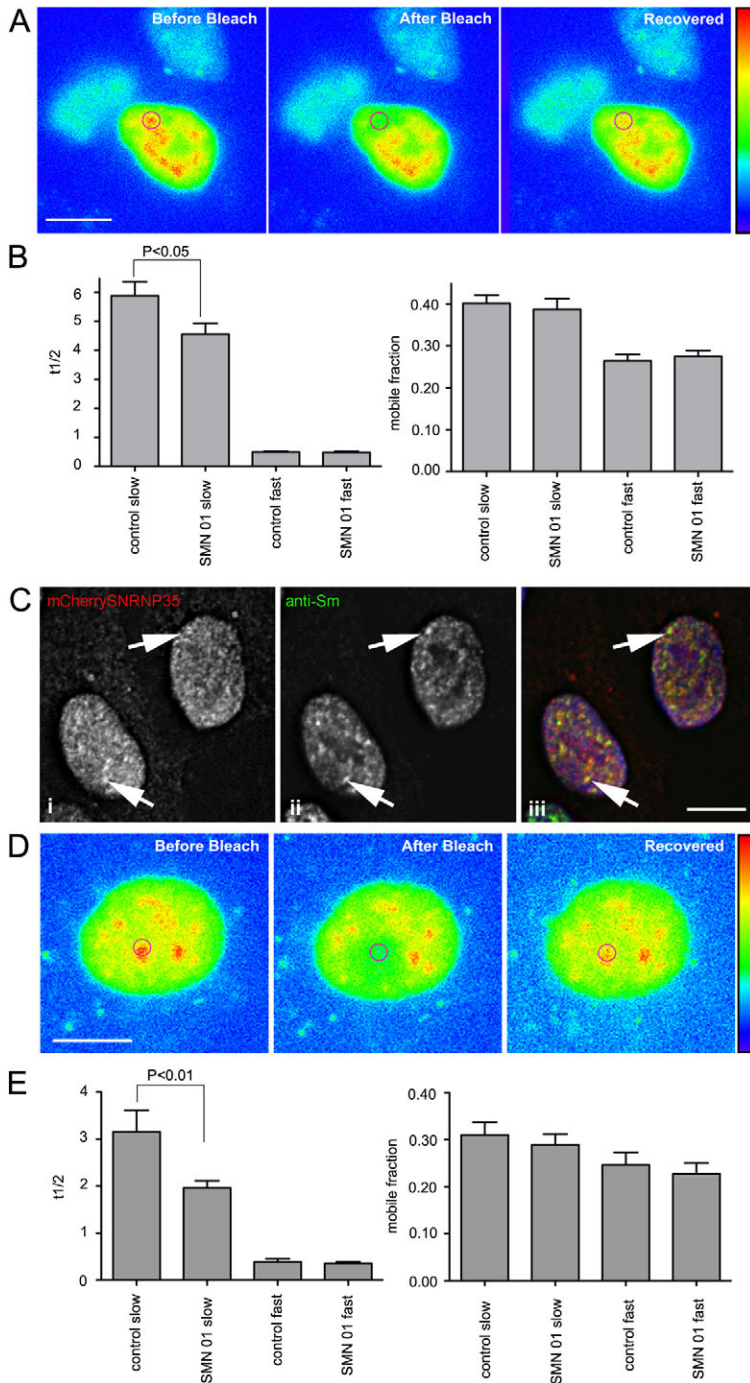 A
Before Bleach
After Bleach
Recovered
B
P<0.05
t1/2
6
5
4
3
2
1
0
control slow
SMN 01 slow
control fast
SMN 01 fast
mobile fraction
0.40
0.30
0.20
0.10
0.00
control slow
SMN 01 slow
control fast
SMN 01 fast
C
mCherrySNRNP35
anti-Sm
i
ii
iii
D
Before Bleach
After Bleach
Recovered
E
P<0.01
t1/2
4
3
2
1
0
control slow
SMN 01 slow
control fast
SMN 01 fast
mobile fraction
0.40
0.30
0.20
0.10
0.00
control slow
SMN 01 slow
control fast
SMN 01 fast